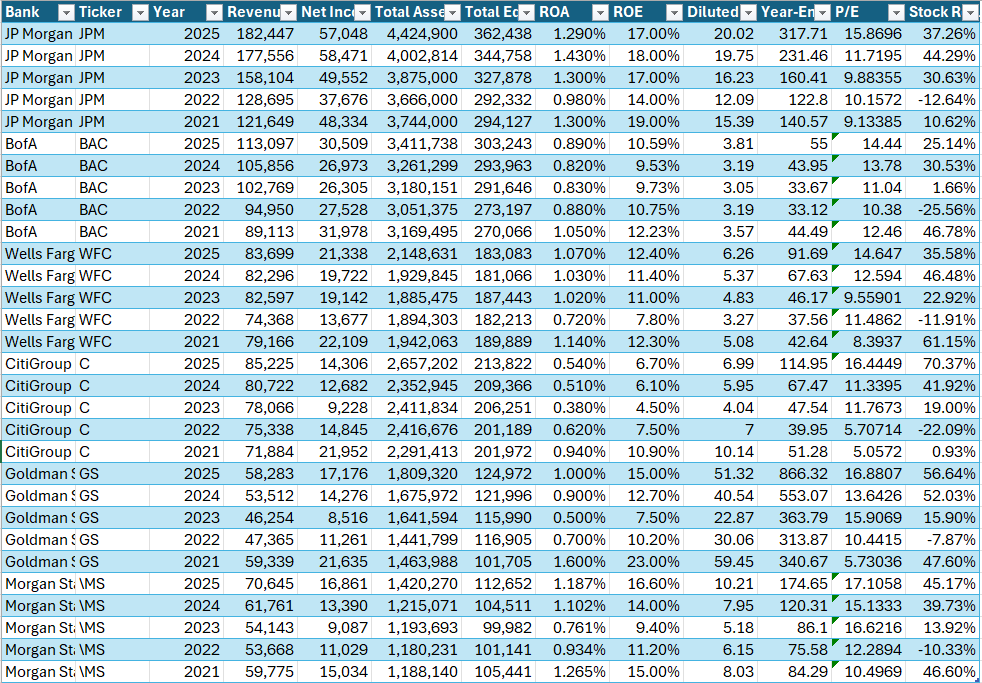 Bank Ticker Year Revenu Net Inco Total Asse Total Eq ROA ROE Diluted Year-En P/E Stock R
JP Morgan JPM 2025 182,447 57,048 4,424,900 362,438 1.290% 17.00% 20.02 317.71 15.8696 37.26%
JP Morgan JPM 2024 177,556 58,471 4,002,814 344,758 1.430% 18.00% 19.75 231.46 11.7195 44.29%
JP Morgan JPM 2023 158,104 49,552 3,875,000 327,878 1.300% 17.00% 16.23 160.41 9.88355 30.63%
JP Morgan JPM 2022 128,695 37,676 3,666,000 292,332 0.980% 14.00% 12.09 122.8 10.1572 -12.64%
JP Morgan JPM 2021 121,649 48,334 3,744,000 294,127 1.300% 19.00% 15.39 140.57 9.13385 10.62%
BofA BAC 2025 113,097 30,509 3,411,738 303,243 0.890% 10.59% 3.81 55 14.44 25.14%
BofA BAC 2024 105,856 26,973 3,261,299 293,963 0.820% 9.53% 3.19 43.95 13.78 30.53%
BofA BAC 2023 102,769 26,305 3,180,151 291,646 0.830% 9.73% 3.05 33.67 11.04 1.66%
BofA BAC 2022 94,950 27,528 3,051,375 273,197 0.880% 10.75% 3.19 33.12 10.38 -25.56%
BofA BAC 2021 89,113 31,978 3,169,495 270,066 1.050% 12.23% 3.57 44.49 12.46 46.78%
Wells Farg WFC 2025 83,699 21,338 2,148,631 183,083 1.070% 12.40% 6.26 91.69 14.647 35.58%
Wells Farg WFC 2024 82,296 19,722 1,929,845 181,066 1.030% 11.40% 5.37 67.63 12.594 46.48%
Wells Farg WFC 2023 82,597 19,142 1,885,475 187,443 1.020% 11.00% 4.83 46.17 9.55901 22.92%
Wells Farg WFC 2022 74,368 13,677 1,894,303 182,213 0.720% 7.80% 3.27 37.56 11.4862 -11.91%
Wells Farg WFC 2021 79,166 22,109 1,942,063 189,889 1.140% 12.30% 5.08 42.64 8.3937 61.15%
CitiGroup C 2025 85,225 14,306 2,657,202 213,822 0.540% 6.70% 6.99 114.95 16.4449 70.37%
CitiGroup C 2024 80,722 12,682 2,352,945 209,366 0.510% 6.10% 5.95 67.47 11.3395 41.92%
CitiGroup C 2023 78,066 9,228 2,411,834 206,251 0.380% 4.50% 4.04 47.54 11.7673 19.00%
CitiGroup C 2022 75,338 14,845 2,416,676 201,189 0.620% 7.50% 7 39.95 5.70714 -22.09%
CitiGroup C 2021 71,884 21,952 2,291,413 201,972 0.940% 10.90% 10.14 51.28 5.0572 0.93%
Goldman S GS 2025 58,283 17,176 1,809,320 124,972 1.000% 15.00% 51.32 866.32 16.8807 56.64%
Goldman S GS 2024 53,512 14,276 1,675,972 121,996 0.900% 12.70% 40.54 553.07 13.6426 52.03%
Goldman S GS 2023 46,254 8,516 1,641,594 115,990 0.500% 7.50% 22.87 363.79 15.9069 15.90%
Goldman S GS 2022 47,365 11,261 1,441,799 116,905 0.700% 10.20% 30.06 313.87 10.4415 -7.87%
Goldman S GS 2021 59,339 21,635 1,463,988 101,705 1.600% 23.00% 59.45 340.67 5.73036 47.60%
Morgan Sta \MS 2025 70,645 16,861 1,420,270 112,652 1.187% 16.60% 10.21 174.65 17.1058 45.17%
Morgan Sta \MS 2024 61,761 13,390 1,215,071 104,511 1.102% 14.00% 7.95 120.31 15.1333 39.73%
Morgan Sta \MS 2023 54,143 9,087 1,193,693 99,982 0.761% 9.40% 5.18 86.1 16.6216 13.92%
Morgan Sta \MS 2022 53,668 11,029 1,180,231 101,141 0.934% 11.20% 6.15 75.58 12.2894 -10.33%
Morgan Sta \MS 2021 59,775 15,034 1,188,140 105,441 1.265% 15.00% 8.03 84.29 10.4969 46.60%